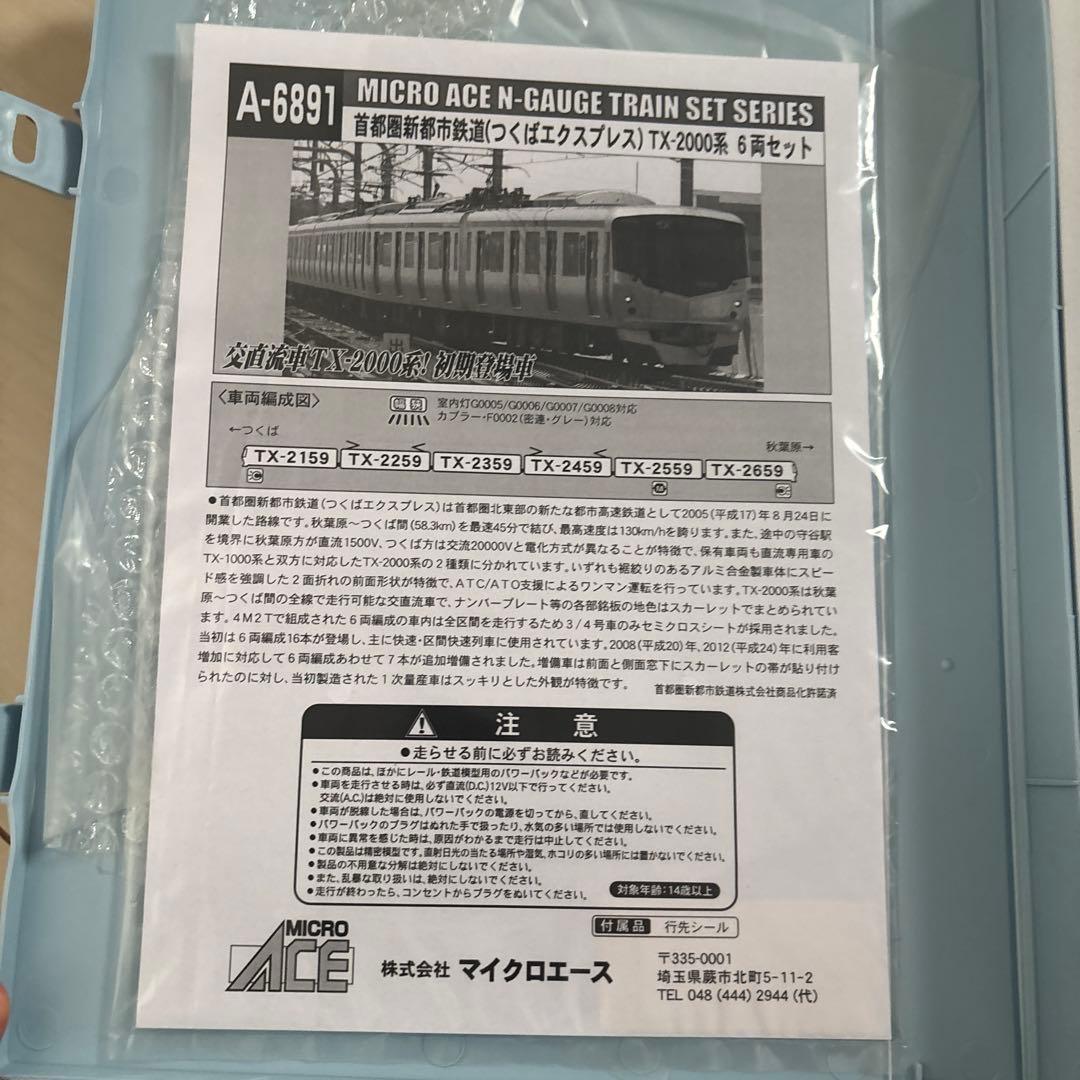 A-6891
MICRO ACE N-GAUGE TRAIN SET SERIES
首都圏新都市鉄道(つくばエクスプレス) TX-2000系 6両セット
出
交直流車TX-2000系! 初期登場車
〈車両編成図〉
室内灯G0005/G0006/G0007/G0008対応
カプラー・F0002(密連・グレー)対応
←つくば
秋葉原→
TX-2159 TX-2259 TX-2359 TX-2459 TX-2559 TX-2659
M
●首都圏新都市鉄道(つくばエクスプレス)は首都圏北東部の新たな都市高速鉄道として2005(平成17)年8月24日に
開業した路線です。秋葉原～つくば間(58.3km)を最速45分で結び、最高速度は130km/hを誇ります。また、途中の守谷駅
を境界に秋葉原方が直流1500V、つくば方は交流20000Vと電化方式が異なることが特徴で、保有車両も直流専用車の
TX-1000系と双方に対応したTX-2000系の2種類に分かれています。いずれも裾絞りのあるアルミ合金製車体にスピー
ド感を強調した2面折れの前面形状が特徴で、ATC/ATO支援によるワンマン運転を行っています。TX-2000系は秋葉
原～つくば間の全線で走行可能な交直流車で、ナンバープレート等の各部銘板の地色はスカーレットでまとめられてい
ます。4M2Tで組成された6両編成の車内は全区間を走行するため3/4号車のみセミクロスシートが採用されました。
当初は6両編成16本が登場し、主に快速・区間快速列車に使用されています。2008(平成20)年、2012(平成24)年に利用客
増加に対応して6両編成あわせて7本が追加増備されました。増備車は前面と側面窓下にスカーレットの帯が貼り付け
られたのに対し、当初製造された1次量産車はスッキリとした外観が特徴です。
首都圏新都市鉄道株式会社商品化許諾済
注意
●走らせる前に必ずお読みください。
●この商品は、ほかにレール・鉄道模型用のパワーパックなどが必要です。
●車両を走行させる時は、必ず直流(D.C.)12V以下で行ってください。
交流(A.C.)は絶対に使用しないでください。
●車両が脱線した場合は、パワーパックの電源を切ってから、直してください。
●パワーパックのプラグはぬれた手で扱ったり、水気の多い場所では使用しないでください。
●車両に異常を感じた時は、原因がわかるまで走行は中止してください。
●この製品は精密模型です。直射日光の当たる場所や湿気、ホコリの多い場所には置かないでください。
●製品の不用意な分解は絶対にしないでください。
●また、乱暴な取り扱いは、絶対にしないでください。
●走行が終わったら、コンセントからプラグをぬいてください。
対象年齢:14歳以上
付属品 行先シール
MICRO
ACE
株式会社 マイクロエース
〒335-0001
埼玉県蕨市北町5-11-2
TEL 048 (444) 2944 (代)